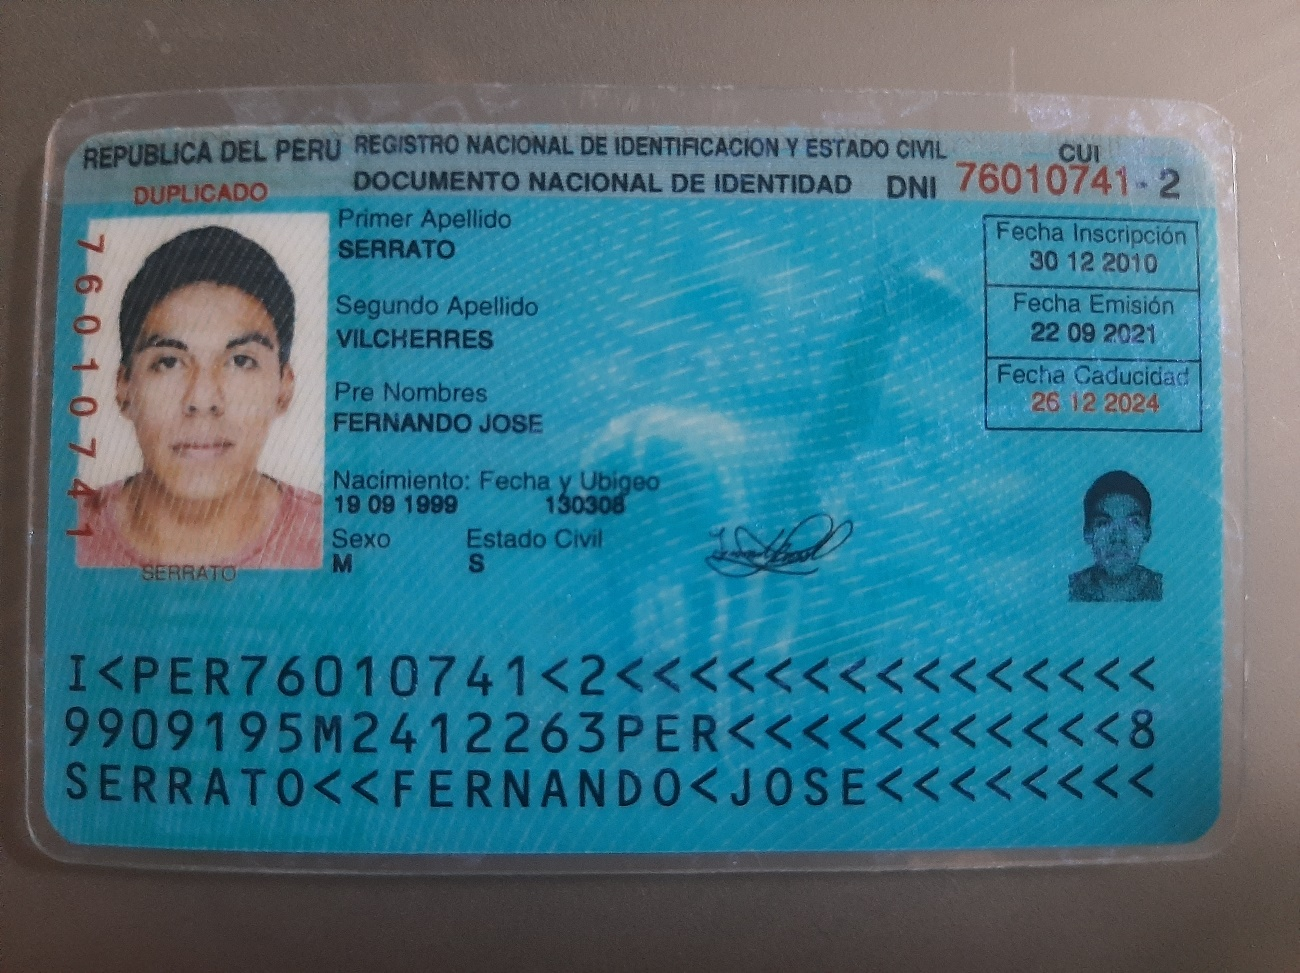 REPUBLICA DEL PERU REGISTRO NACIONAL DE IDENTIFICACION Y ESTADO CIVIL
CUI
DUPLICADO DOCUMENTO NACIONAL DE IDENTIDAD DNI 76010741 - 2
76010741
Primer Apellido
SERRATO
Segundo Apellido
VILCHERRES
Pre Nombres
FERNANDO JOSE
Nacimiento: Fecha y Ubigeo
19 09 1999 130308
Sexo Estado Civil
M S
SERRATO
Fecha Inscripción
30 12 2010
Fecha Emisión
22 09 2021
Fecha Caducidad
26 12 2024
I<PER76010741<2<<<<<<<<<<<<<<<
9909195M2412263PER<<<<<<<<<<<8
SERRATO<<FERNANDO<JOSE<<<<<<<<